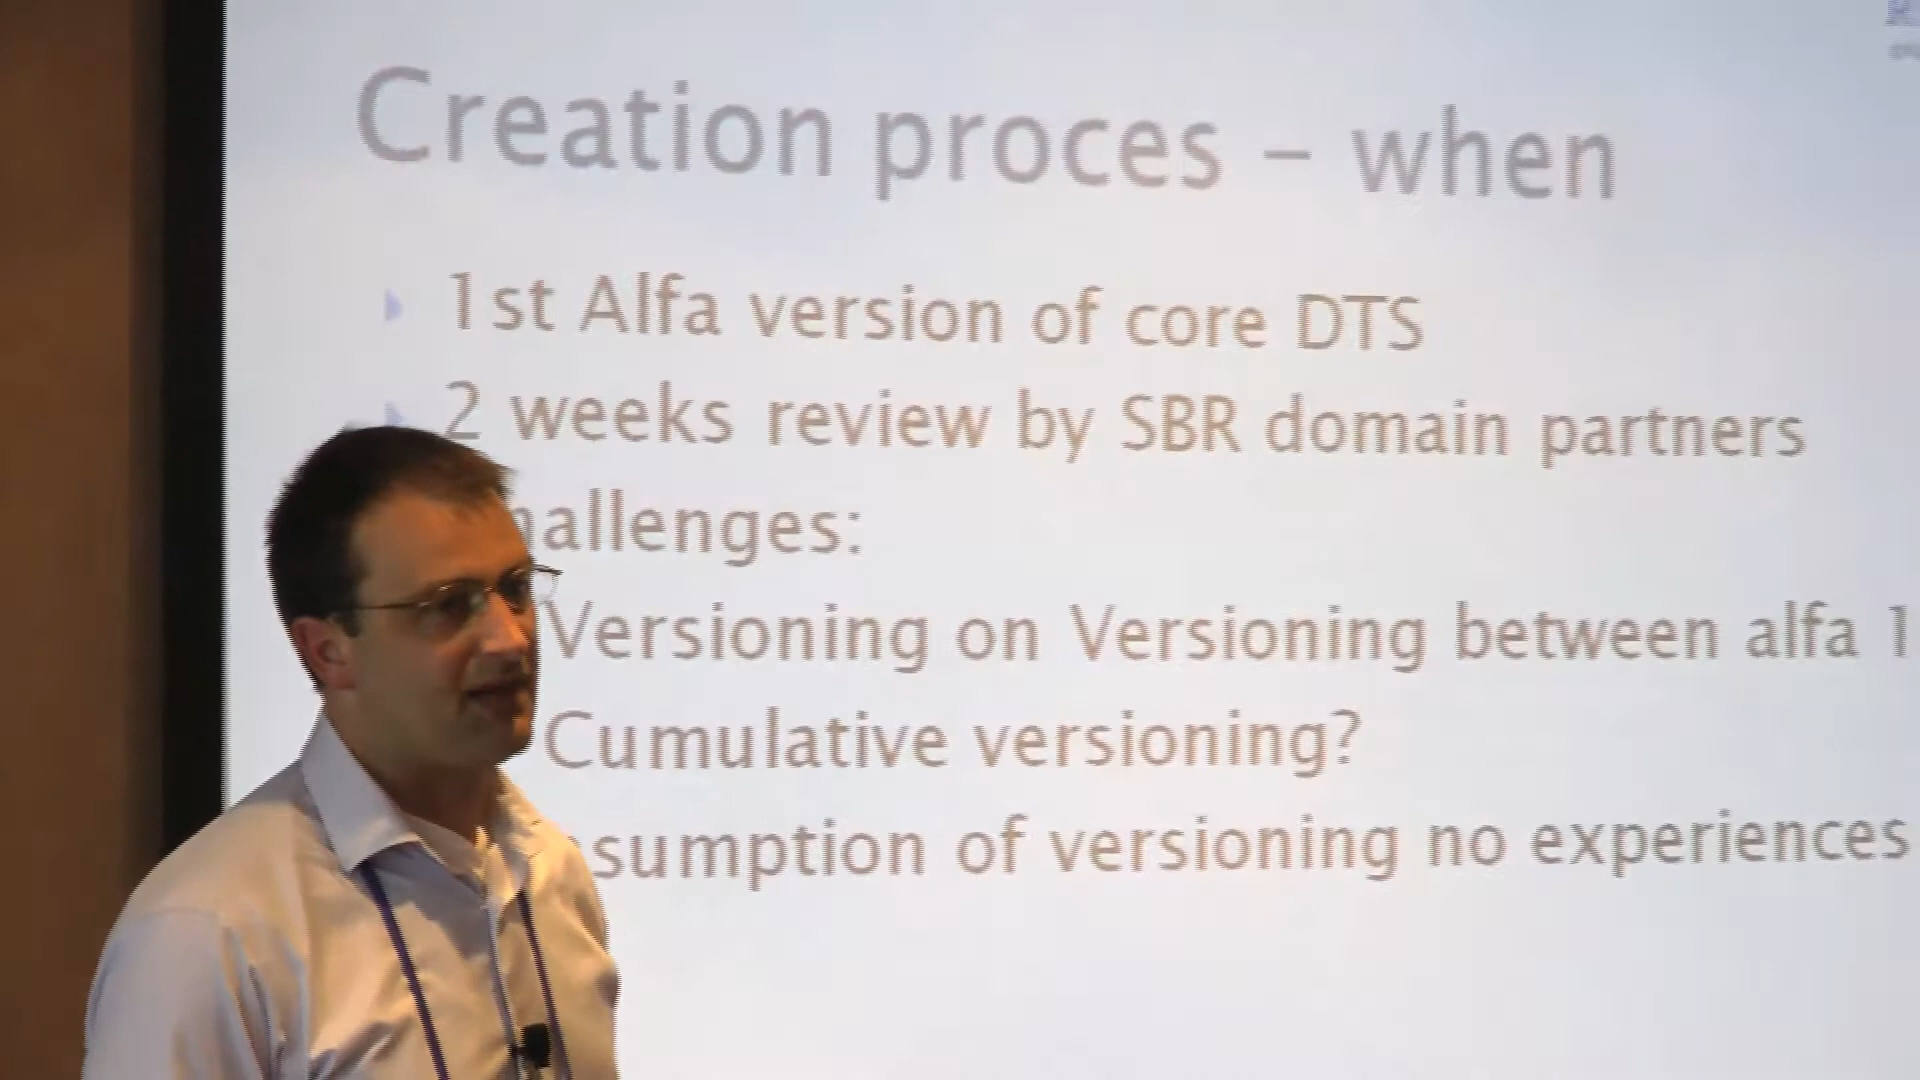 Creation proces – when
1st Alfa version of core DTS
2 weeks review by SBR domain partners
hallenges:
Versioning on Versioning between alfa 1
Cumulative versioning?
sumption of versioning no experiences